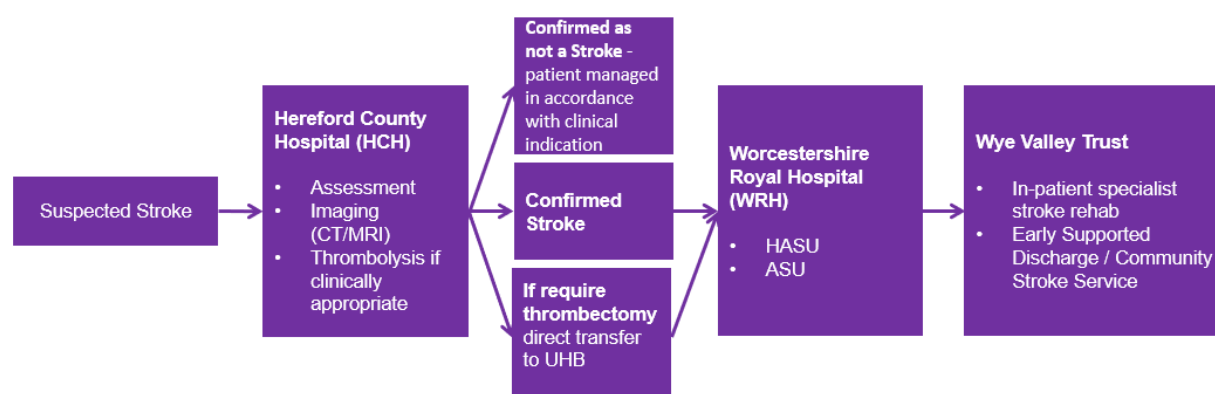 Suspected Stroke
Hereford County
Hospital (HCH)
• Assessment
• Imaging
(CT/MRI)
• Thrombolysis if
clinically
appropriate
Confirmed as
not a Stroke -
patient managed
in accordance
with clinical
indication
Confirmed
Stroke
If require
thrombectomy
direct transfer
to UHB
Worcestershire
Royal Hospital
(WRH)
• HASU
• ASU
Wye Valley Trust
• In-patient specialist
stroke rehab
• Early Supported
Discharge / Community
Stroke Service